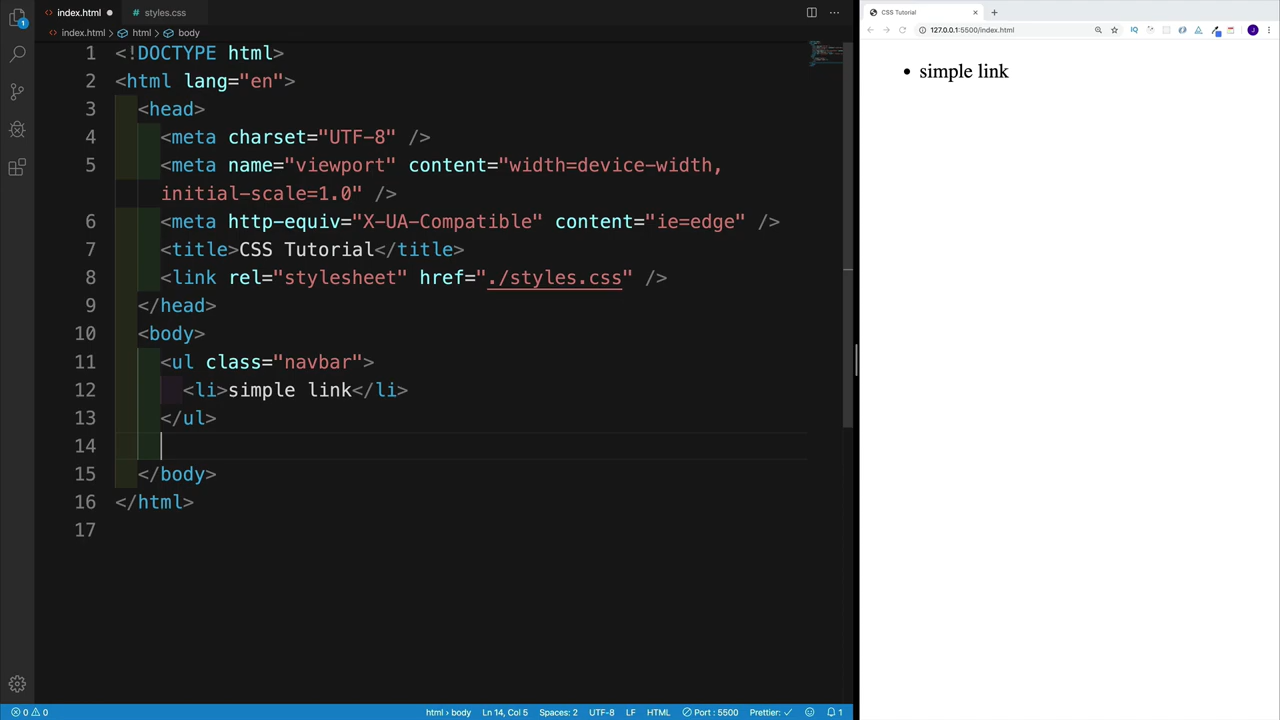 index.html
styles.css
index.html > html > body
1 <!DOCTYPE html>
2 <html lang="en">
3 <head>
4 <meta charset="UTF-8" />
5 <meta name="viewport" content="width=device-width,
initial-scale=1.0" />
6 <meta http-equiv="X-UA-Compatible" content="ie=edge" />
7 <title>CSS Tutorial</title>
8 <link rel="stylesheet" href="./styles.css" />
9 </head>
10 <body>
11 <ul class="navbar">
12 <li>simple link</li>
13 </ul>
14
15 </body>
16 </html>
17
1
0 0
html > body
Ln 14, Col 5
Spaces: 2
UTF-8
LF
HTML
Port : 5500
Prettier: ✓
1
CSS Tutorial
127.0.0.1:5500/index.html
IQ
J
• simple link